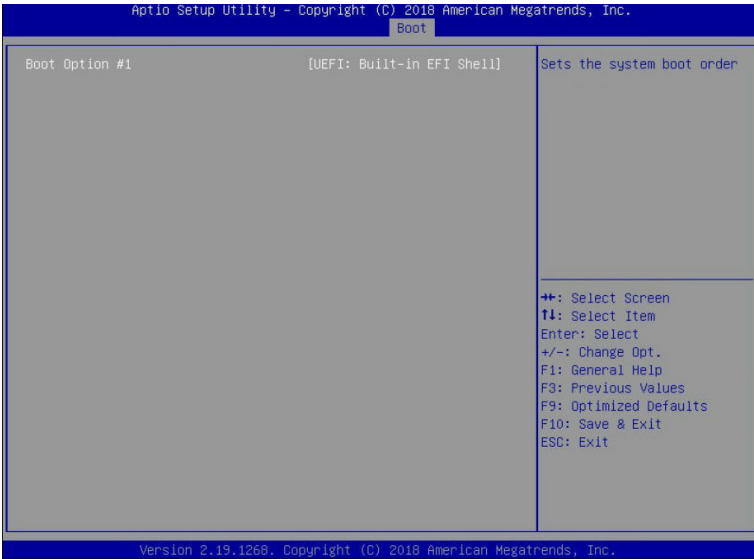 Aptio Setup Utility – Copyright (C) 2018 American Megatrends, Inc.
Boot
Boot Option #1 [UEFI: Built-in EFI Shell]
Sets the system boot order
→←: Select Screen
↑↓: Select Item
Enter: Select
+/-: Change Opt.
F1: General Help
F3: Previous Values
F9: Optimized Defaults
F10: Save & Exit
ESC: Exit
Version 2.19.1268. Copyright (C) 2018 American Megatrends, Inc.